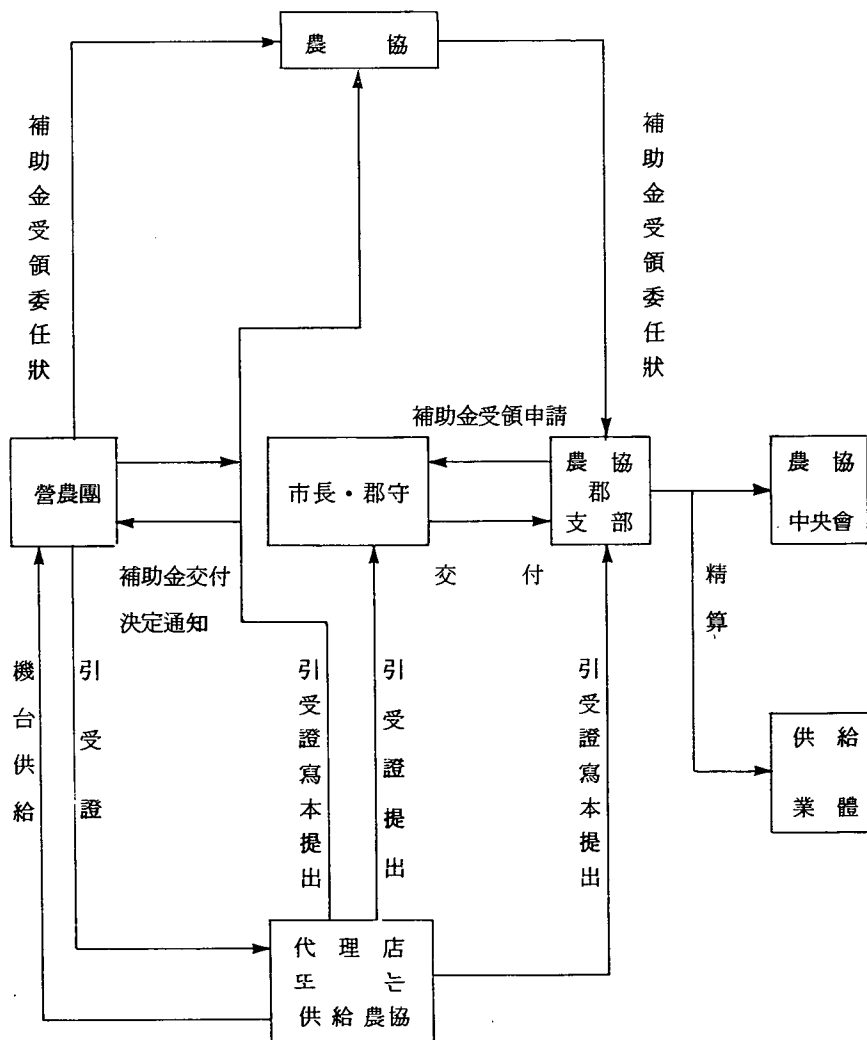 農 協
補助金受領委任狀
補助金受領委任狀
補助金受領申請
營農團
市長・郡守
農 協
郡
支 部
農 協
中央會
補助金交付
決定通知
交 付
精 算
機台供給
引 受 證
引受證寫本提出
引受證提出
引受證寫本提出
供 給
業 體
代 理 店
또 는
供給農協